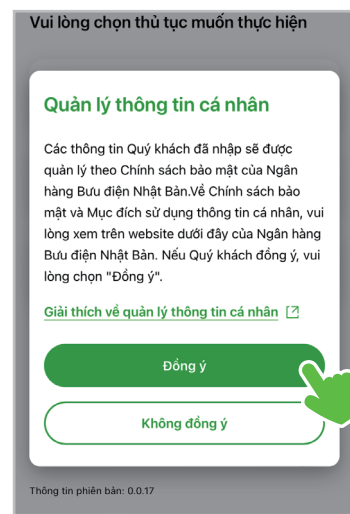 Vui lòng chọn thủ tục muốn thực hiện
Quản lý thông tin cá nhân
Các thông tin Quý khách đã nhập sẽ được
quản lý theo Chính sách bảo mật của Ngân
hàng Bưu điện Nhật Bản.Về Chính sách bảo
mật và Mục đích sử dụng thông tin cá nhân, vui
lòng xem trên website dưới đây của Ngân hàng
Bưu điện Nhật Bản. Nếu Quý khách đồng ý, vui
lòng chọn "Đồng ý".
Giải thích về quản lý thông tin cá nhân
Đồng ý
Không đồng ý
Thông tin phiên bản: 0.0.17